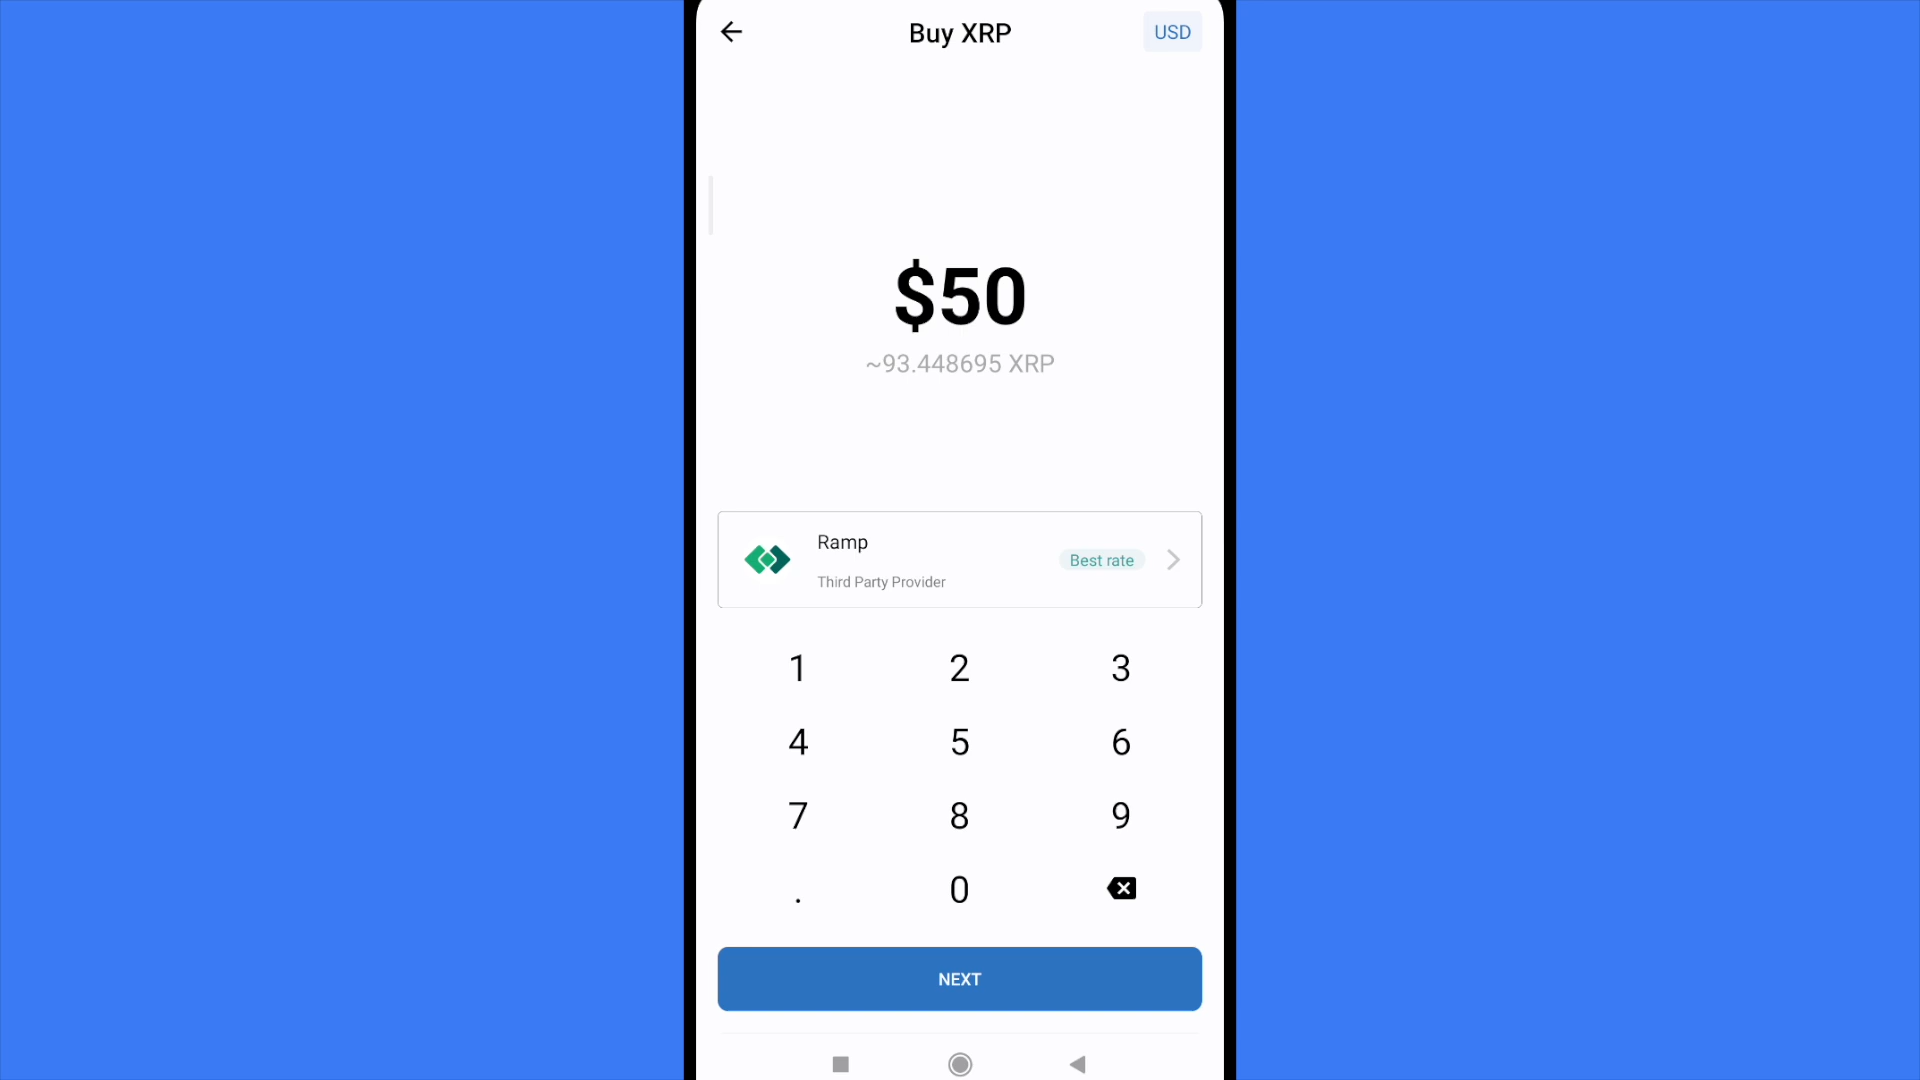 Buy XRP
USD
$50
~93.448695 XRP
Ramp
Third Party Provider
Best rate
1 2 3
4 5 6
7 8 9
. 0
NEXT